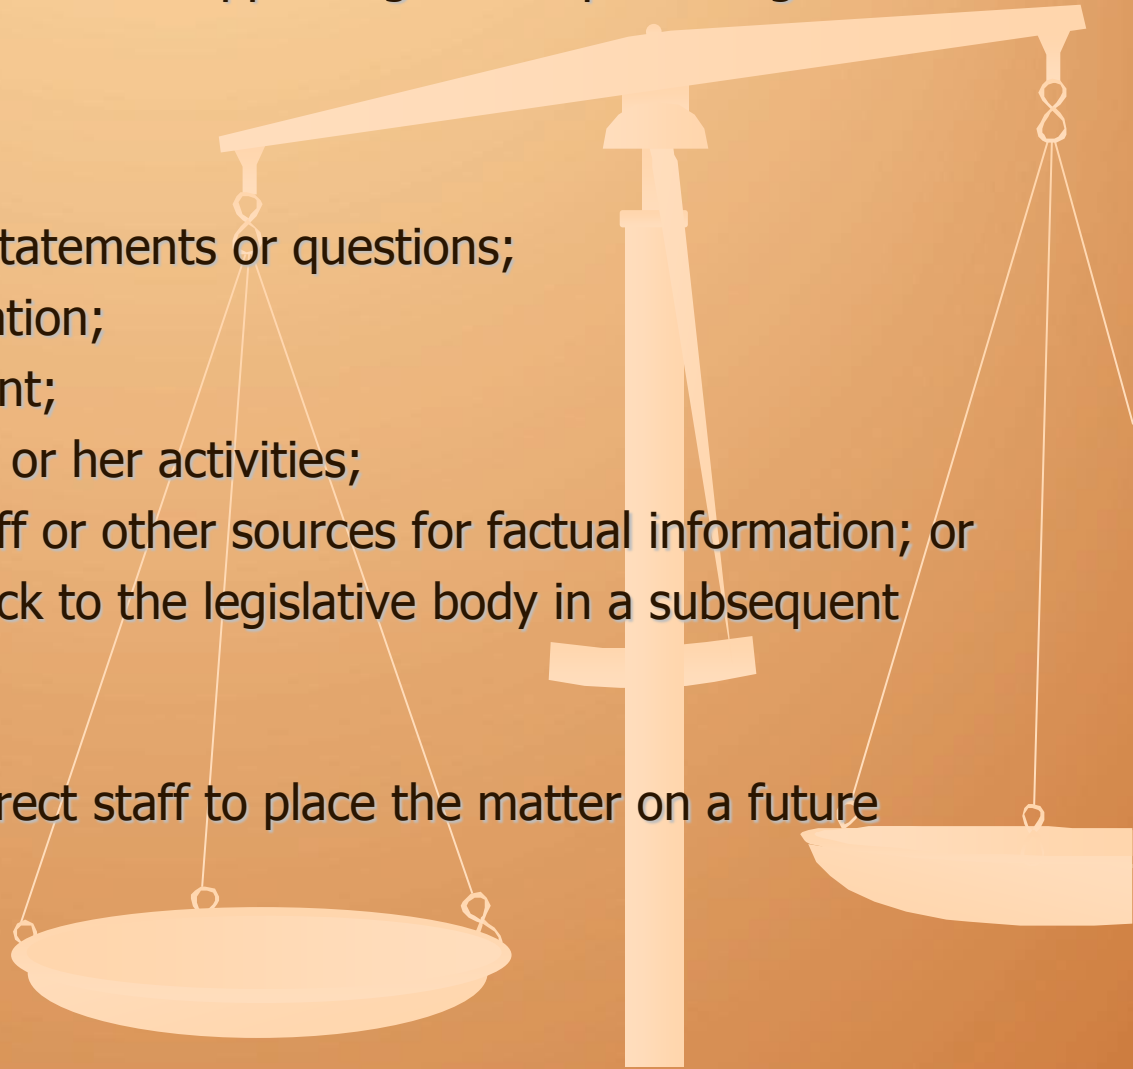 tatements or questions;
ation;
nt;
or her activities;
ff or other sources for factual information; or
ck to the legislative body in a subsequent
rect staff to place the matter on a future